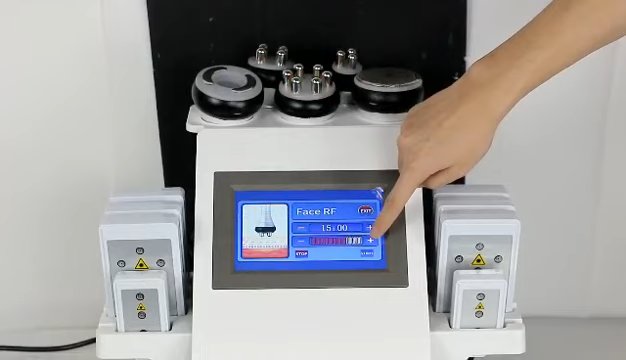 Face RF
EXIT
- 15:00 +
- +
STOP